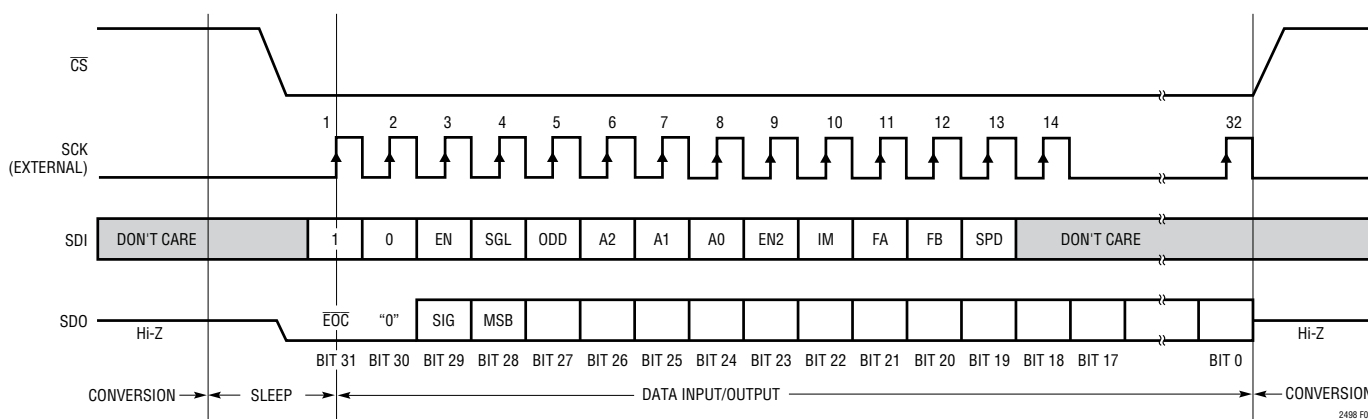 CS
1 2 3 4 5 6 7 8 9 10 11 12 13 14 32
SCK
(EXTERNAL)
SDI DON'T CARE 1 0 EN SGL ODD A2 A1 A0 EN2 IM FA FB SPD DON'T CARE
SDO Hi-Z EOC “0” SIG MSB Hi-Z
BIT 31 BIT 30 BIT 29 BIT 28 BIT 27 BIT 26 BIT 25 BIT 24 BIT 23 BIT 22 BIT 21 BIT 20 BIT 19 BIT 18 BIT 17 BIT 0
CONVERSION SLEEP DATA INPUT/OUTPUT CONVERSION
2498